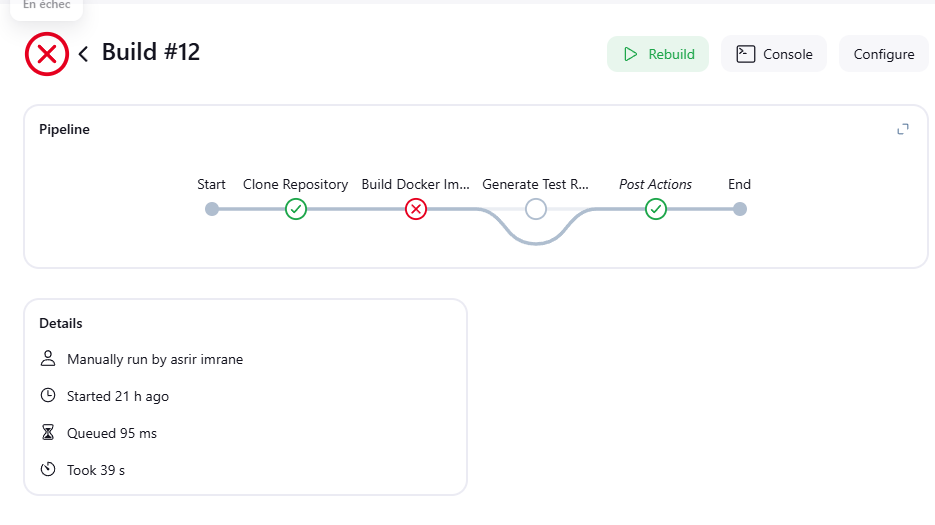 En échec
Build #12
Rebuild
Console
Configure
Pipeline
Start
Clone Repository
Build Docker Im...
Generate Test R...
Post Actions
End
Details
Manually run by asrir imrane
Started 21 h ago
Queued 95 ms
Took 39 s